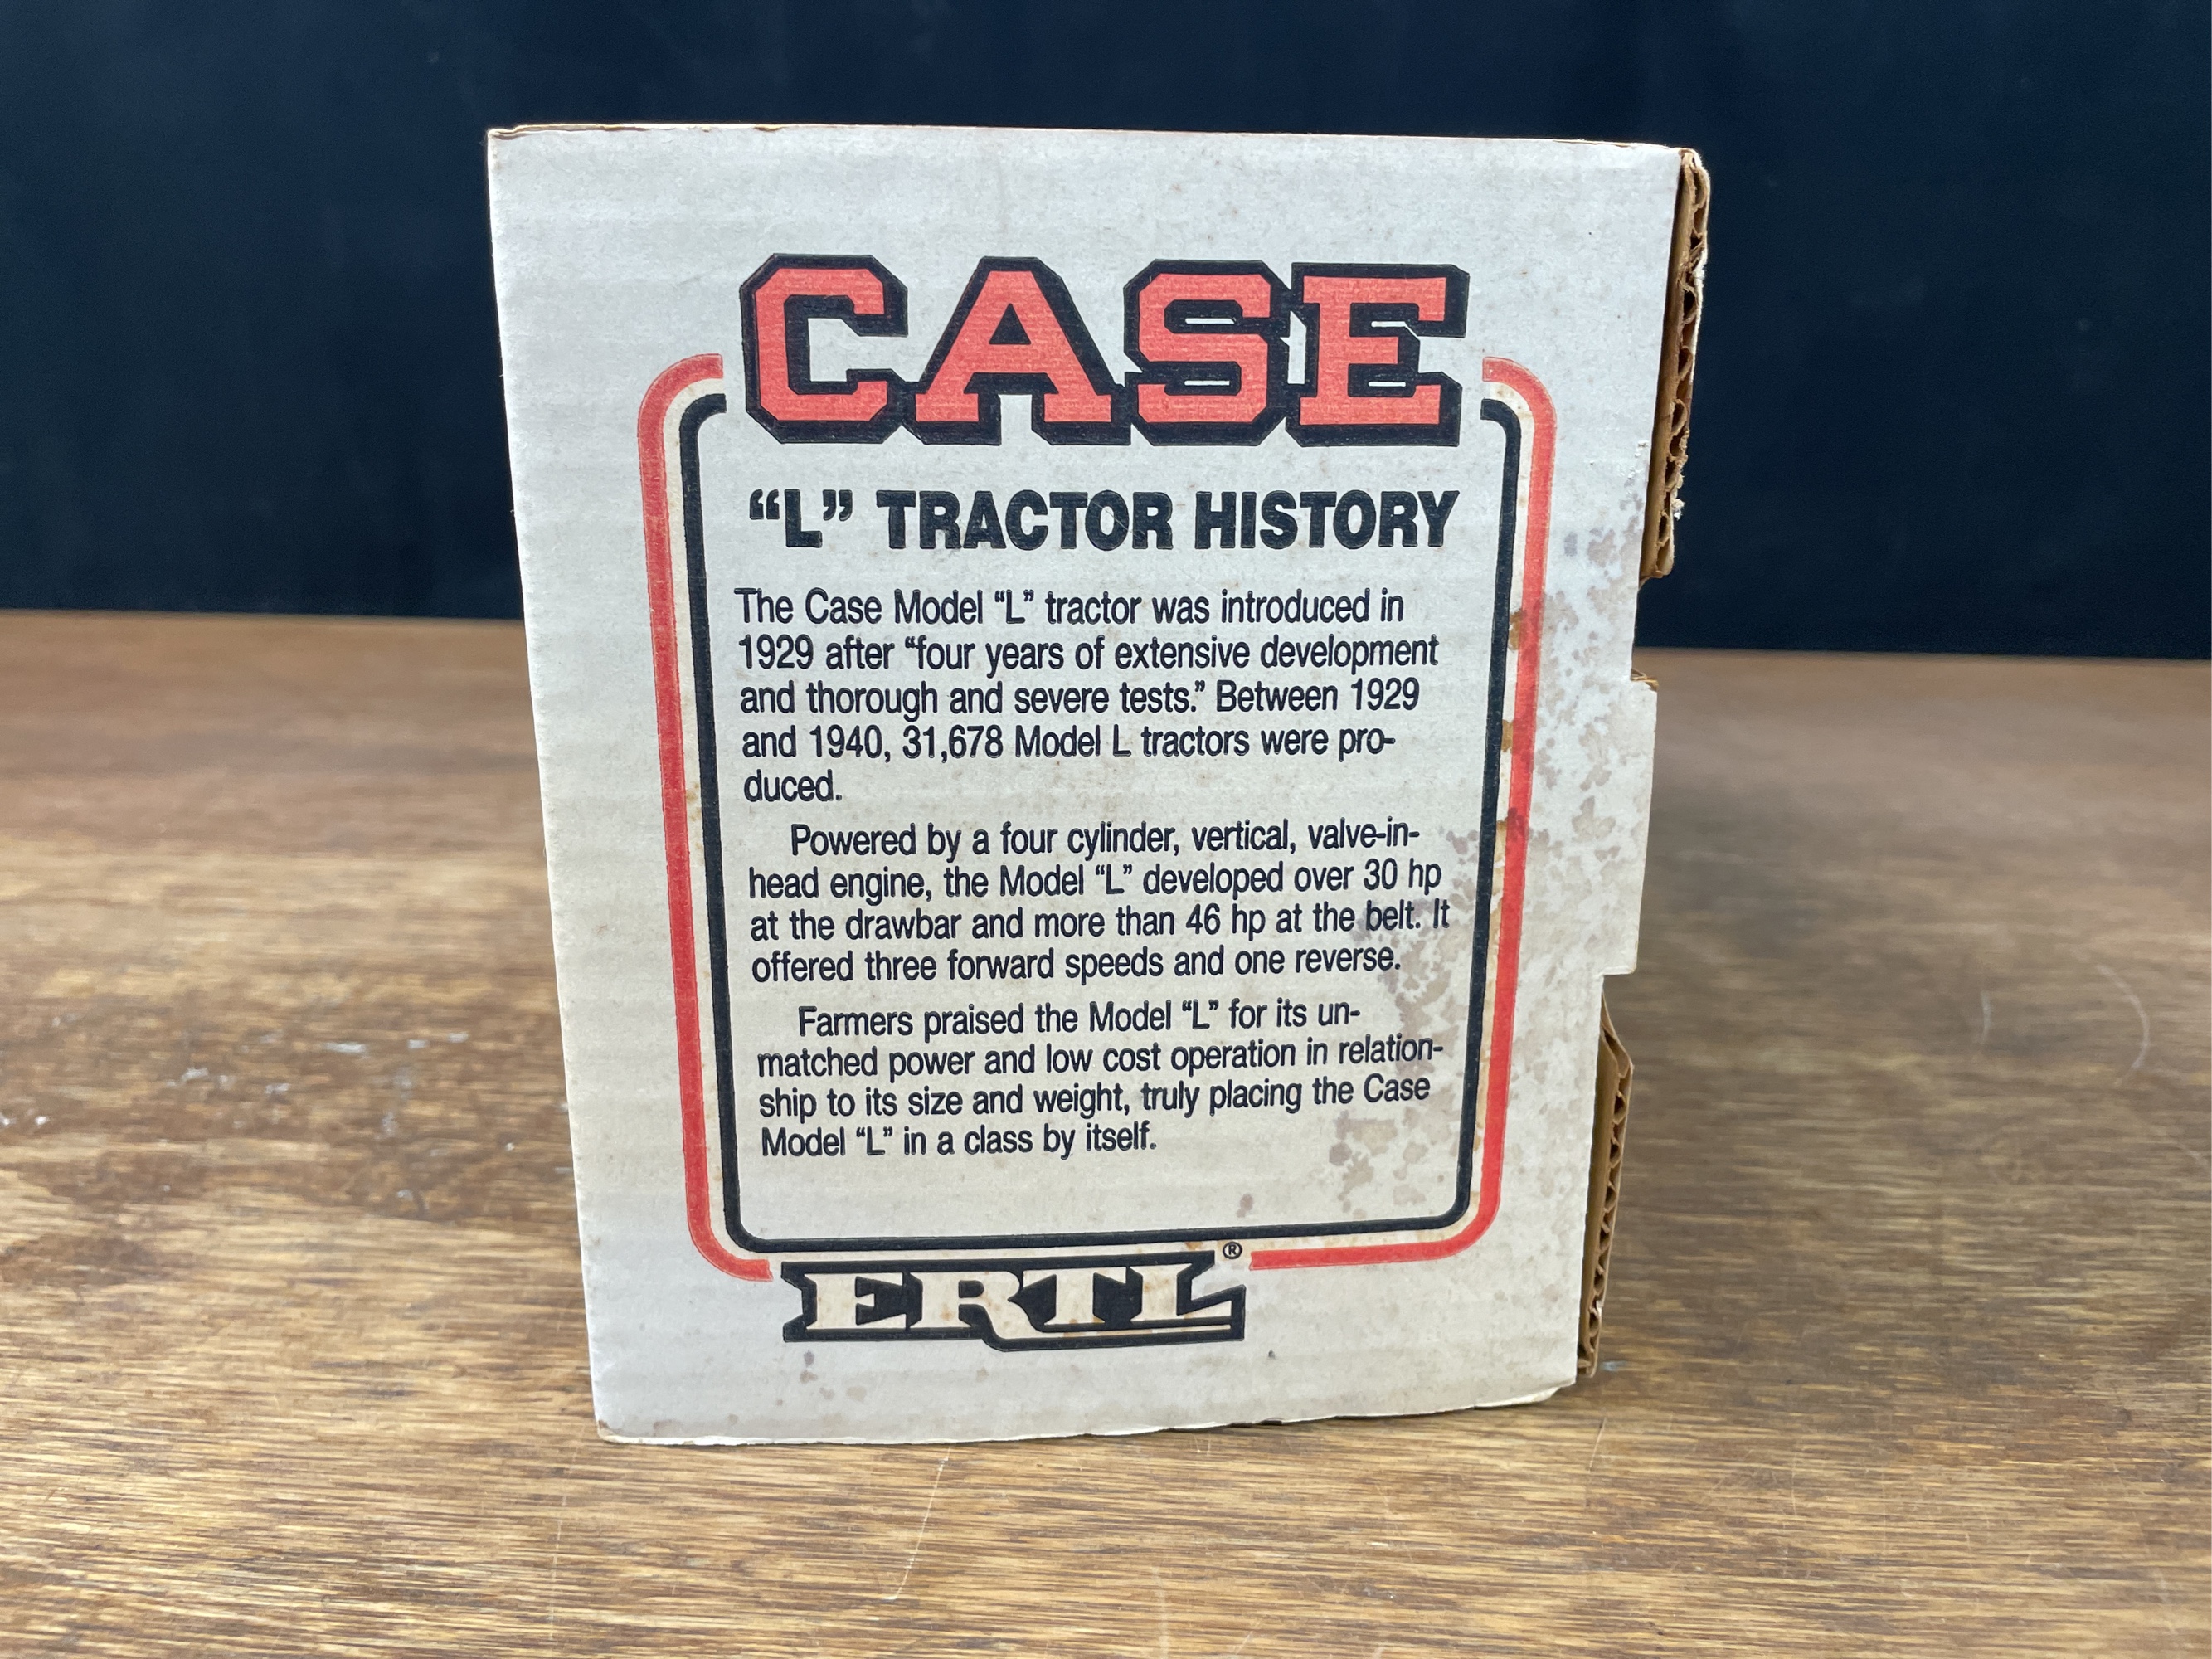 CASE
“L” TRACTOR HISTORY
The Case Model “L” tractor was introduced in
1929 after “four years of extensive development
and thorough and severe tests.” Between 1929
and 1940, 31,678 Model L tractors were pro-
duced.
Powered by a four cylinder, vertical, valve-in-
head engine, the Model “L” developed over 30 hp
at the drawbar and more than 46 hp at the belt. It
offered three forward speeds and one reverse.
Farmers praised the Model “L” for its un-
matched power and low cost operation in relation-
ship to its size and weight, truly placing the Case
Model “L” in a class by itself.
ERTL®